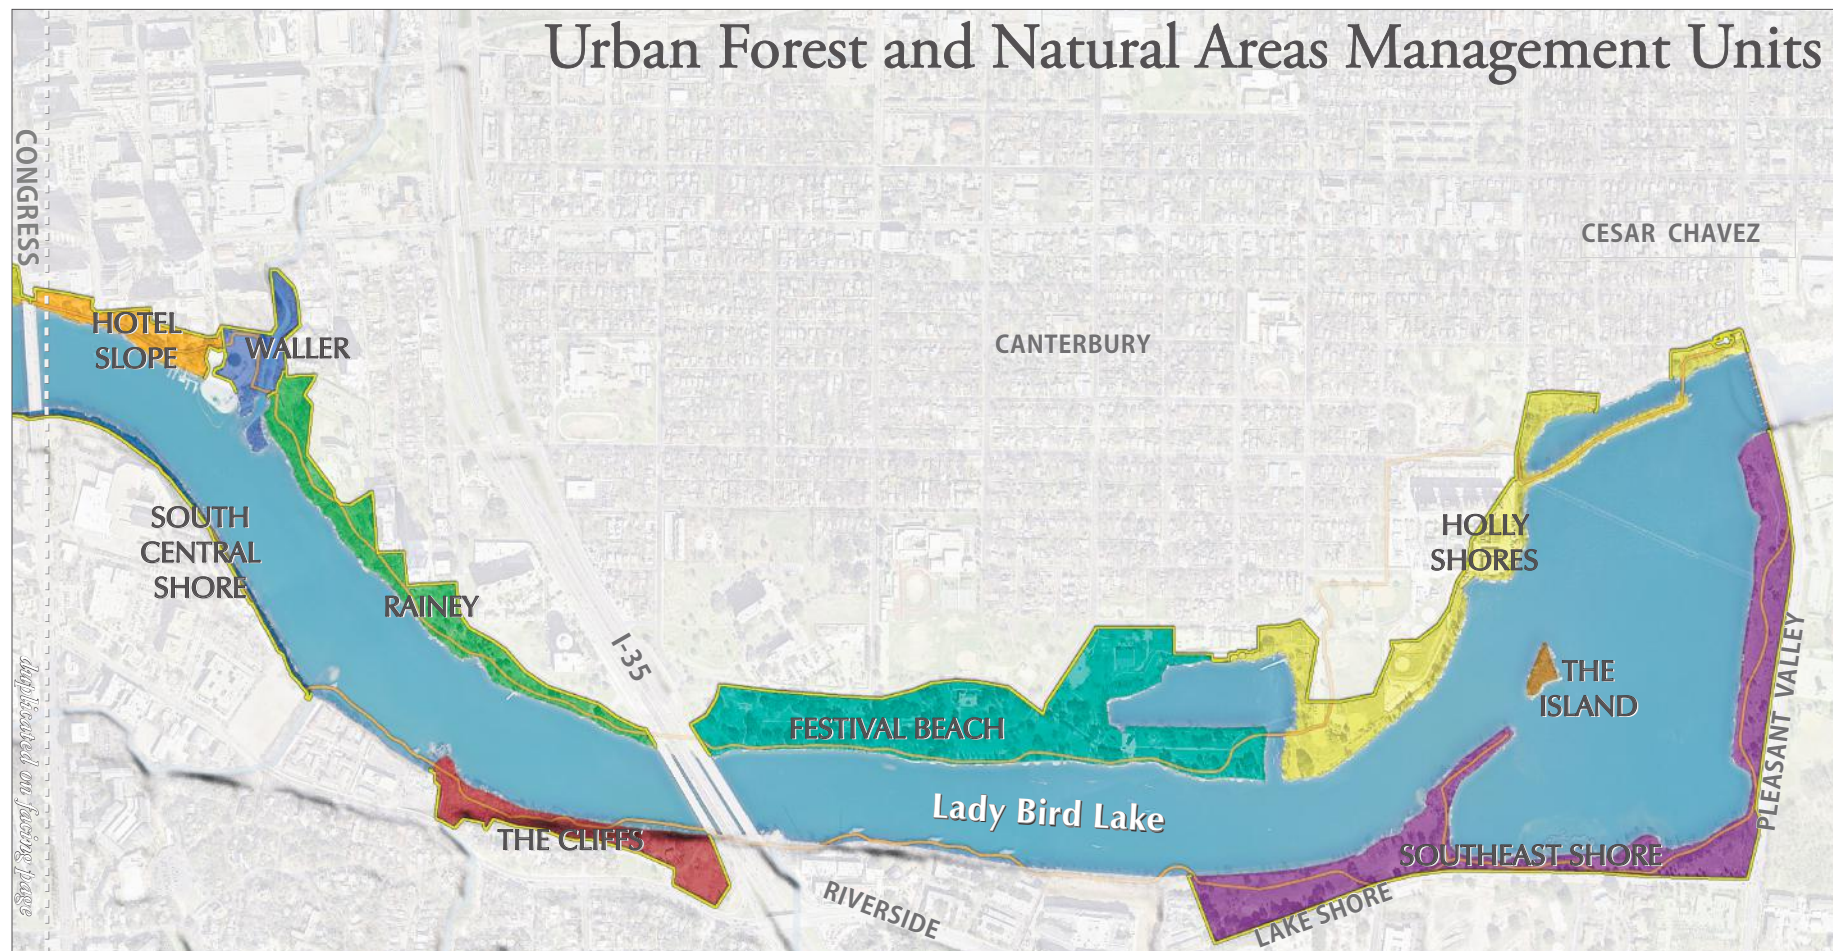 Urban Forest and Natural Areas Management Units
CONGRESS
CESAR CHAVEZ
HOTEL
SLOPE
WALLER
CANTERBURY
SOUTH
CENTRAL
SHORE
HOLLY
SHORES
RAINEY
I-35
THE
ISLAND
PLEASANT VALLEY
FESTIVAL BEACH
Lady Bird Lake
THE CLIFFS
SOUTHEAST SHORE
RIVERSIDE
LAKE SHORE
duplicated on facing page